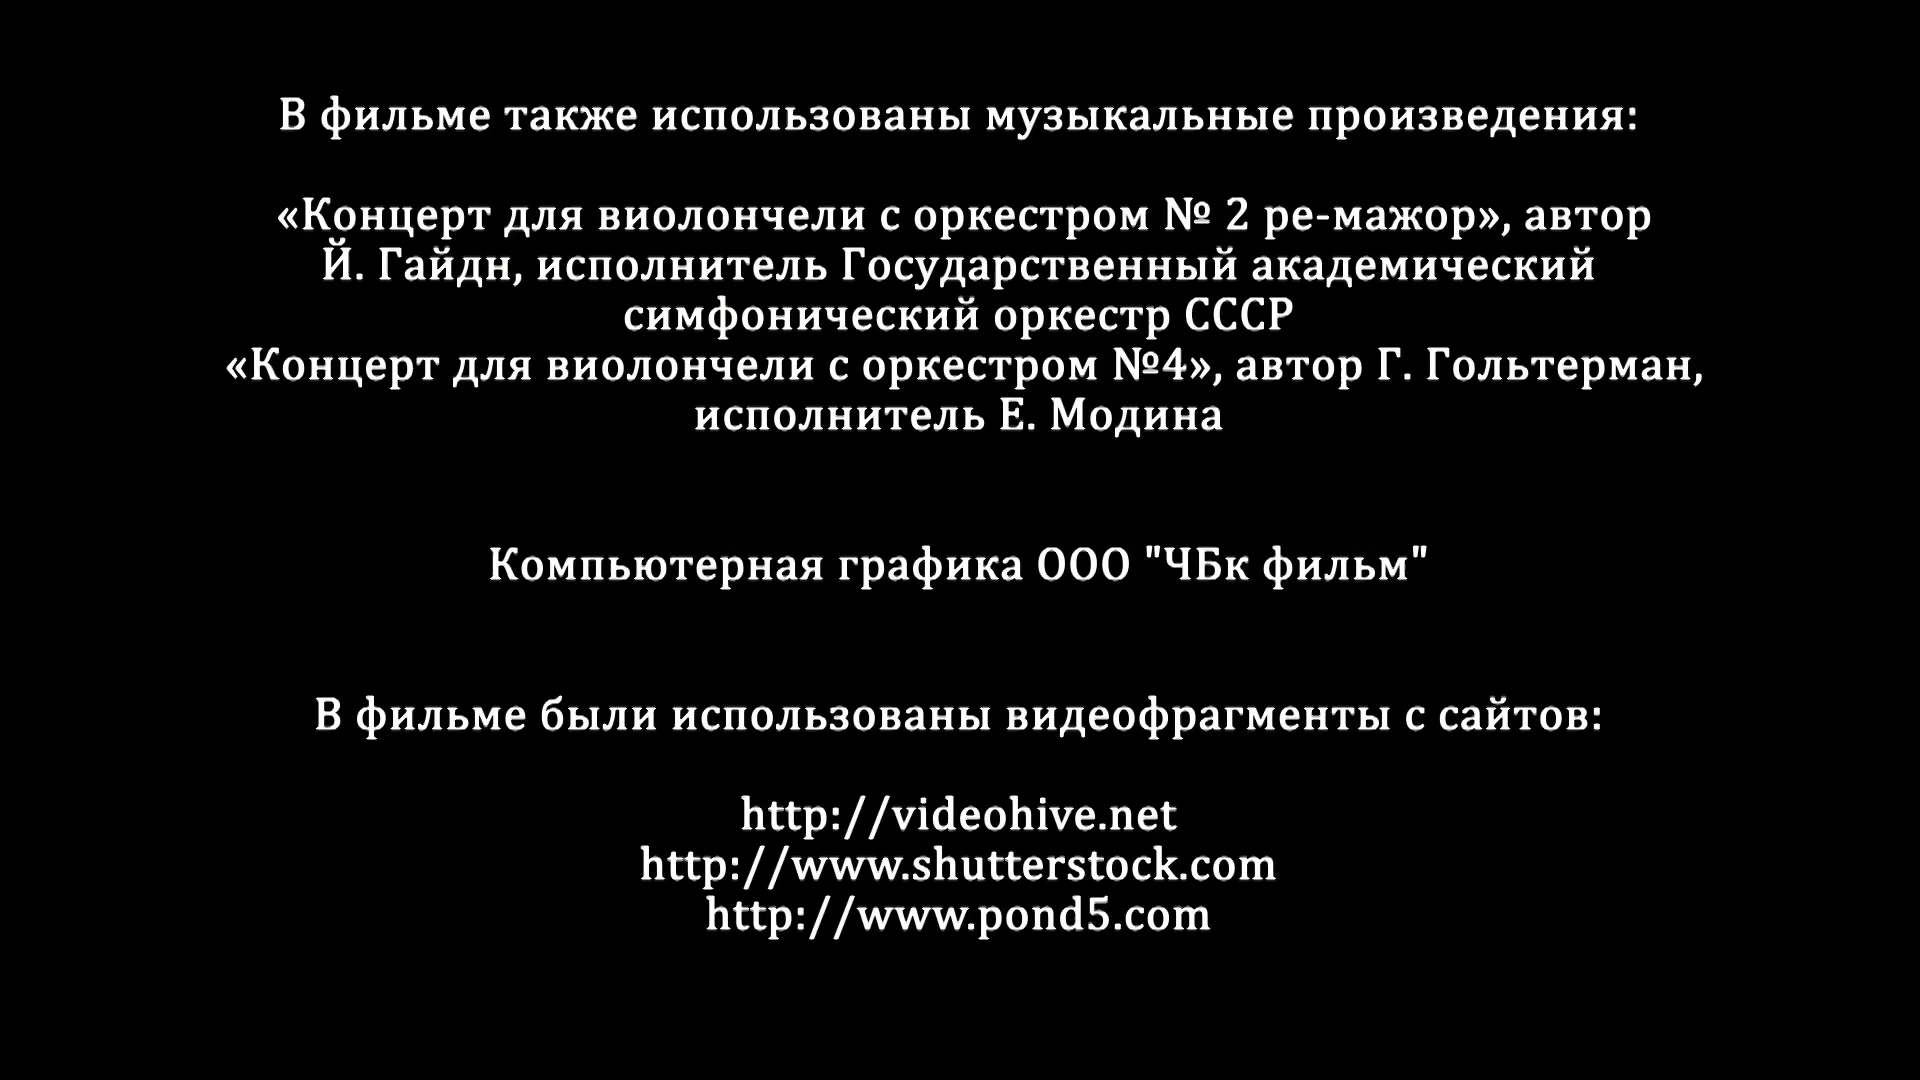 В фильме также использованы музыкальные произведения:
«Концерт для виолончели с оркестром № 2 ре-мажор», автор
Й. Гайдн, исполнитель Государственный академический
симфонический оркестр СССР
«Концерт для виолончели с оркестром №4», автор Г. Гольтерман,
исполнитель Е. Модина
Компьютерная графика ООО "ЧБк фильм"
В фильме были использованы видеофрагменты с сайтов:
http://videohive.net
http://www.shutterstock.com
http://www.pond5.com